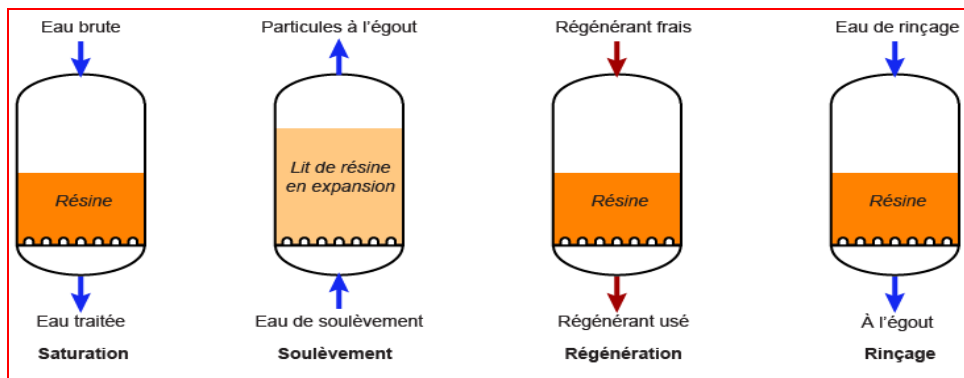 Eau brute
Particules à l'égout
Régénérant frais
Eau de rinçage
Résine
Lit de résine
en expansion
Résine
Résine
Eau traitée
Eau de soulèvement
Régénérant usé
À l'égout
Saturation
Soulèvement
Régénération
Rinçage